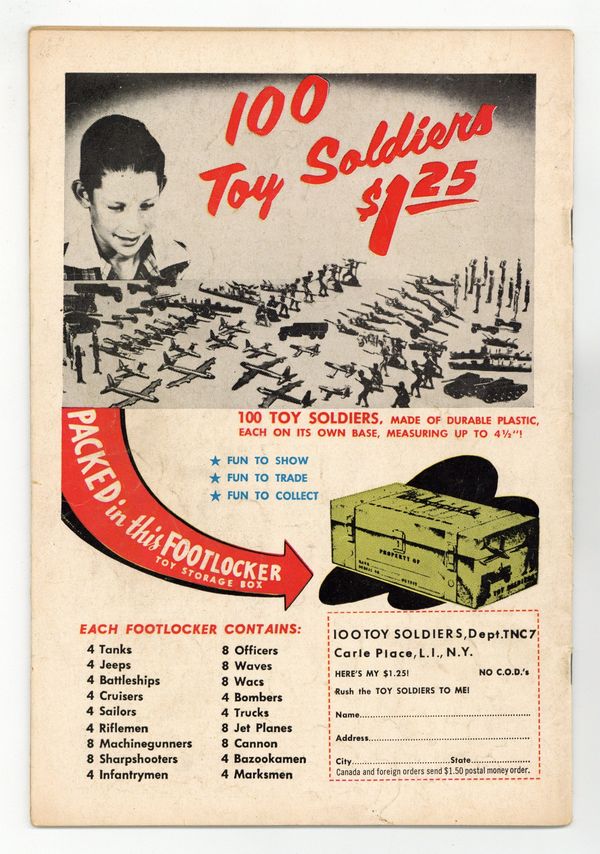 100
Toy Soldiers
$1.25
100 TOY SOLDIERS, MADE OF DURABLE PLASTIC,
EACH ON ITS OWN BASE, MEASURING UP TO 4½"!
★ FUN TO SHOW
★ FUN TO TRADE
★ FUN TO COLLECT
PACKED in this FOOTLOCKER
TOY STORAGE BOX
PROPERTY OF
EACH FOOTLOCKER CONTAINS:
4 Tanks
4 Jeeps
4 Battleships
4 Cruisers
4 Sailors
4 Riflemen
8 Machinegunners
8 Sharpshooters
4 Infantrymen
8 Officers
8 Waves
8 Wacs
4 Bombers
4 Trucks
8 Jet Planes
8 Cannon
4 Bazookamen
4 Marksmen
100 TOY SOLDIERS, Dept. TNC7
Carle Place, L.I., N.Y.
HERE'S MY $1.25! NO C.O.D.'s
Rush the TOY SOLDIERS TO ME!
Name
Address
City State
Canada and foreign orders send $1.50 postal money order.